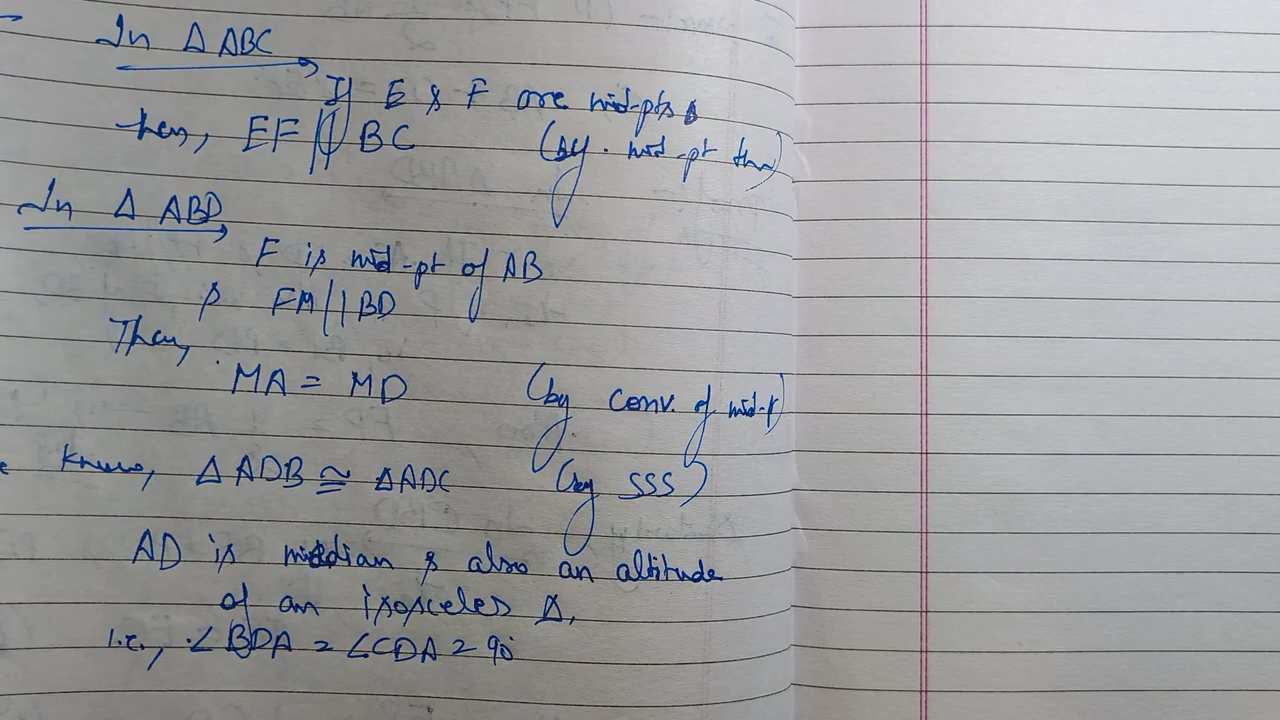 In △ ABC
If E & F are mid-pts
then, EF || BC (by. mid-pt thm)
In △ ABD
F is mid-pt of AB
& FM || BD
Then,
MA = MD (by conv. of mid-p
know, △ ADB ≅ △ ADC (by SSS)
AD is median & also an altitude
of an isosceles △,
i.e., ∠BDA = ∠CDA = 90°